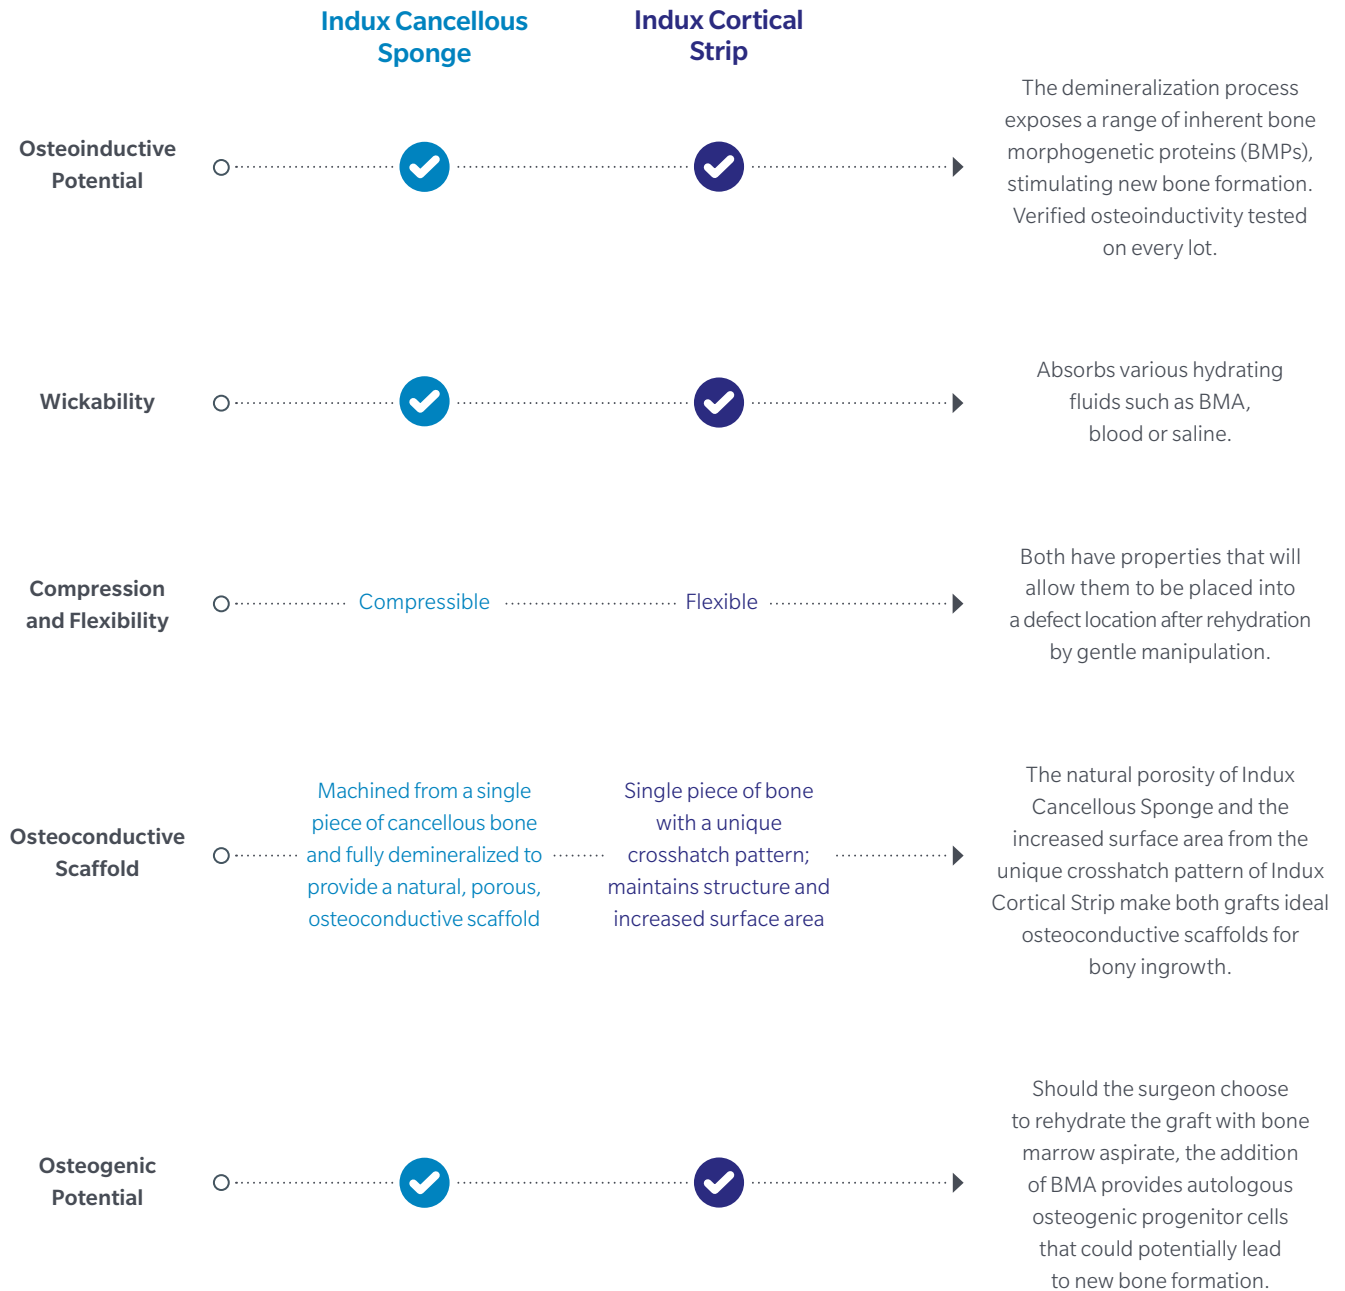 Indux Cancellous
Sponge
Indux Cortical
Strip
Osteoinductive
Potential
The demineralization process
exposes a range of inherent bone
morphogenetic proteins (BMPs),
stimulating new bone formation.
Verified osteoinductivity tested
on every lot.
Wickability
Absorbs various hydrating
fluids such as BMA,
blood or saline.
Compression
and Flexibility
Compressible
Flexible
Both have properties that will
allow them to be placed into
a defect location after rehydration
by gentle manipulation.
Osteoconductive
Scaffold
Machined from a single
piece of cancellous bone
and fully demineralized to
provide a natural, porous,
osteoconductive scaffold
Single piece of bone
with a unique
crosshatch pattern;
maintains structure and
increased surface area
The natural porosity of Indux
Cancellous Sponge and the
increased surface area from the
unique crosshatch pattern of Indux
Cortical Strip make both grafts ideal
osteoconductive scaffolds for
bony ingrowth.
Osteogenic
Potential
Should the surgeon choose
to rehydrate the graft with bone
marrow aspirate, the addition
of BMA provides autologous
osteogenic progenitor cells
that could potentially lead
to new bone formation.